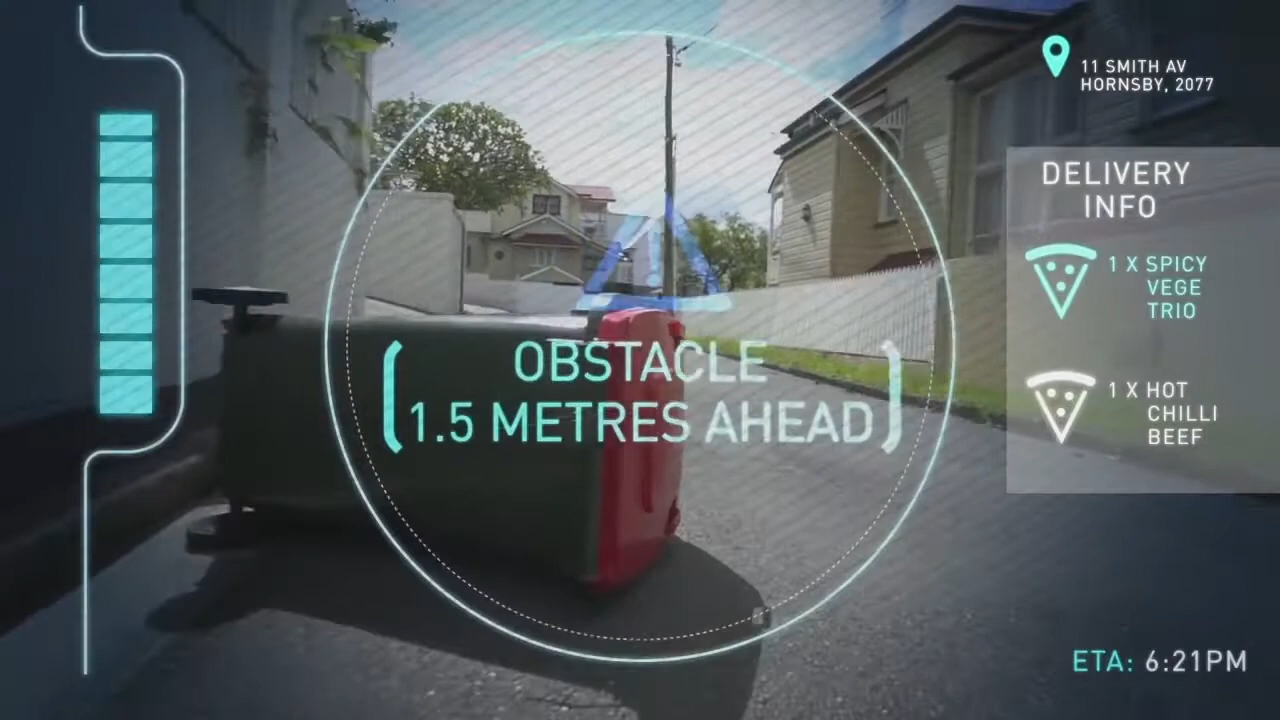 11 SMITH AV
HORNSBY, 2077
DELIVERY
INFO
1 X SPICY
VEGE
TRIO
1 X HOT
CHILLI
BEEF
OBSTACLE
1.5 METRES AHEAD
ETA: 6:21PM